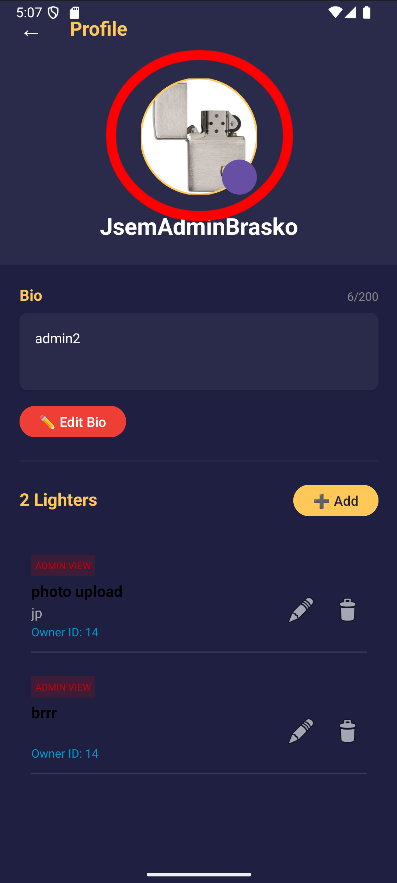 5:07
← Profile
JsemAdminBrasko
Bio 6/200
admin2
✏️ Edit Bio
2 Lighters ➕ Add
ADMIN VIEW
photo upload
jp
Owner ID: 14
ADMIN VIEW
brrr
Owner ID: 14